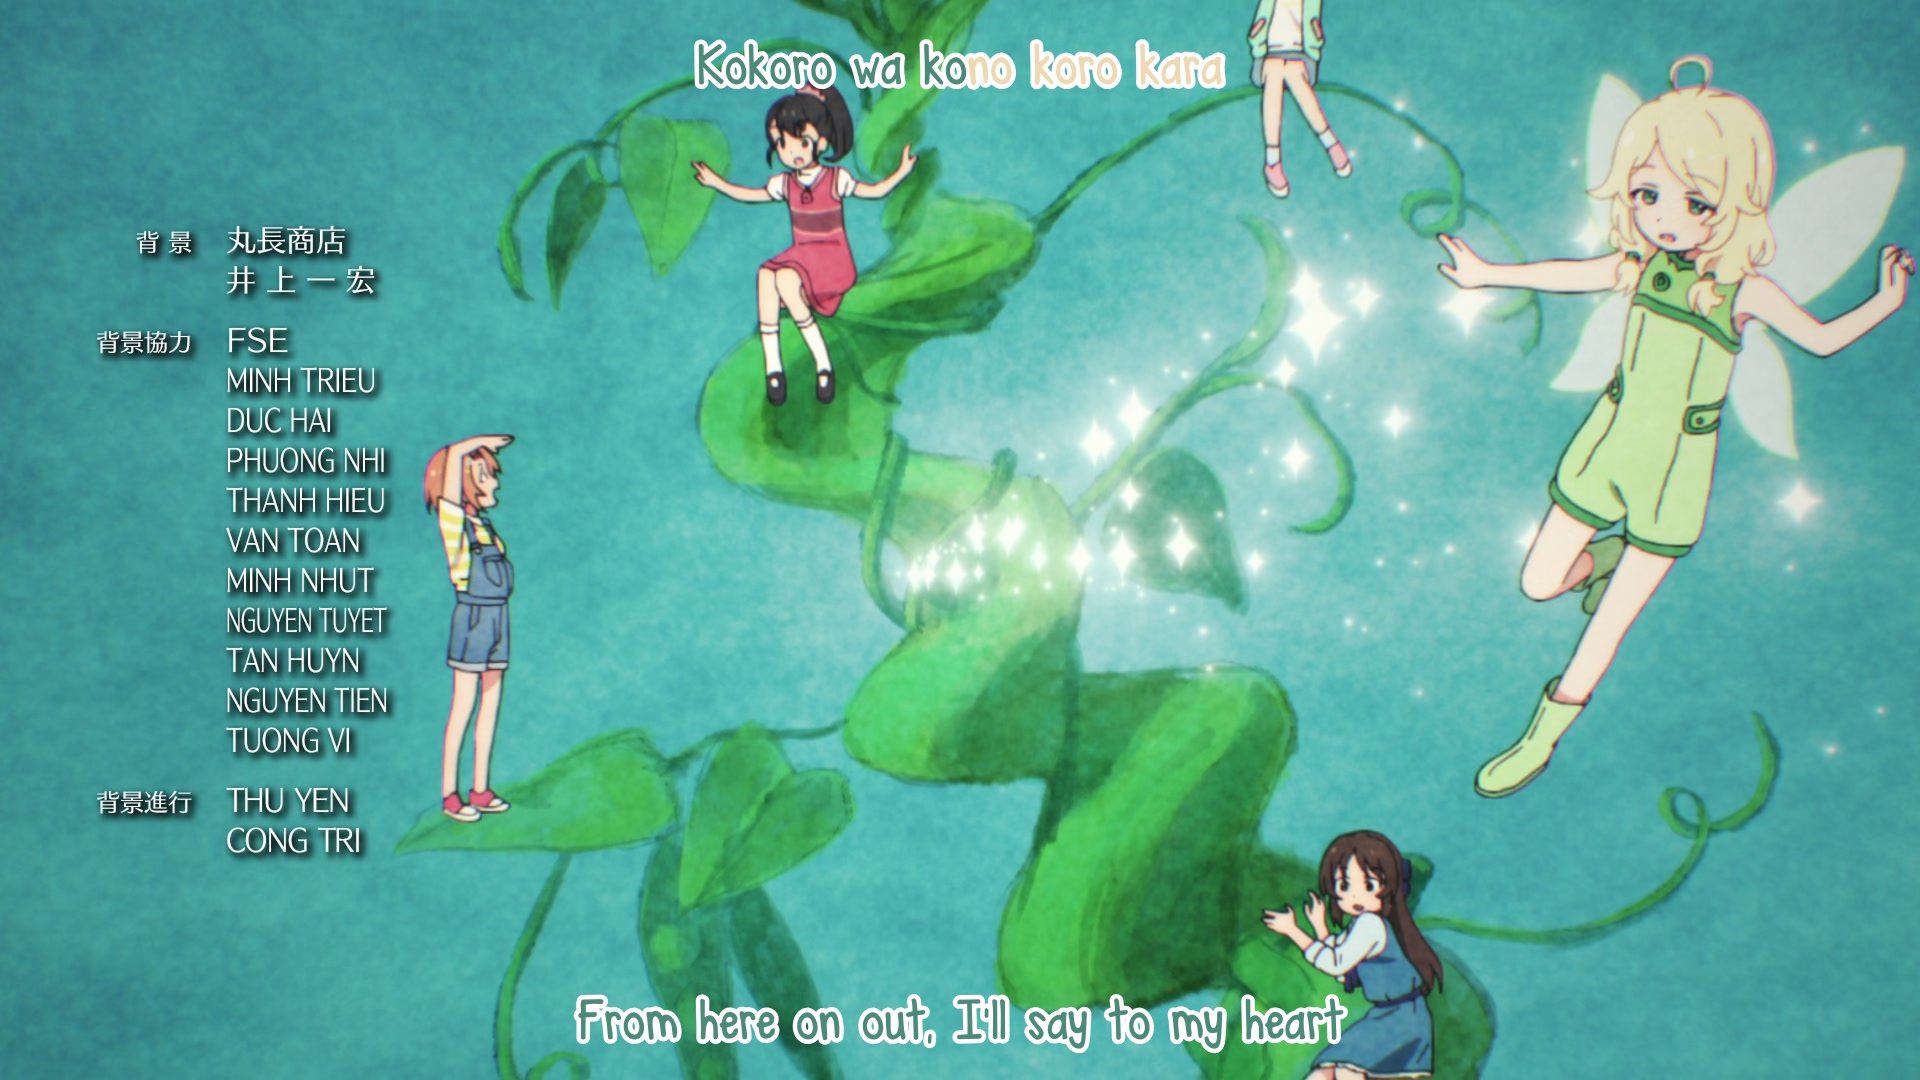 Kokoro wa kono koro kara
背景 丸長商店
井上一宏
背景協力 FSE
MINH TRIEU
DUC HAI
PHUONG NHI
THANH HIEU
VAN TOAN
MINH NHUT
NGUYEN TUYET
TAN HUYN
NGUYEN TIEN
TUONG VI
背景進行 THU YEN
CONG TRI
From here on out, I'll say to my heart